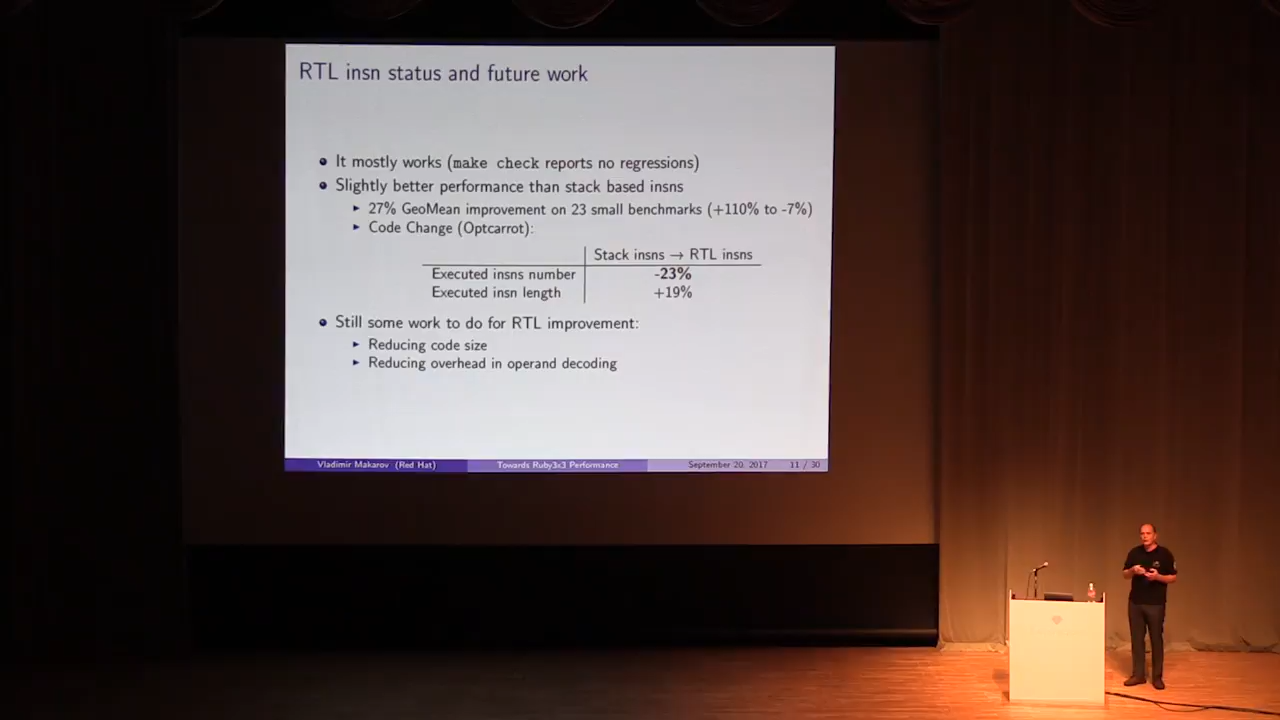 RTL insn status and future work
It mostly works (make check reports no regressions)
Slightly better performance than stack based insns
27% GeoMean improvement on 23 small benchmarks (+110% to -7%)
Code Change (Optcarrot):
Stack insns → RTL insns
Executed insns number -23%
Executed insn length +19%
Still some work to do for RTL improvement:
Reducing code size
Reducing overhead in operand decoding
Vladimir Makarov (Red Hat) Towards Ruby3x3 Performance September 20, 2017 11 / 30